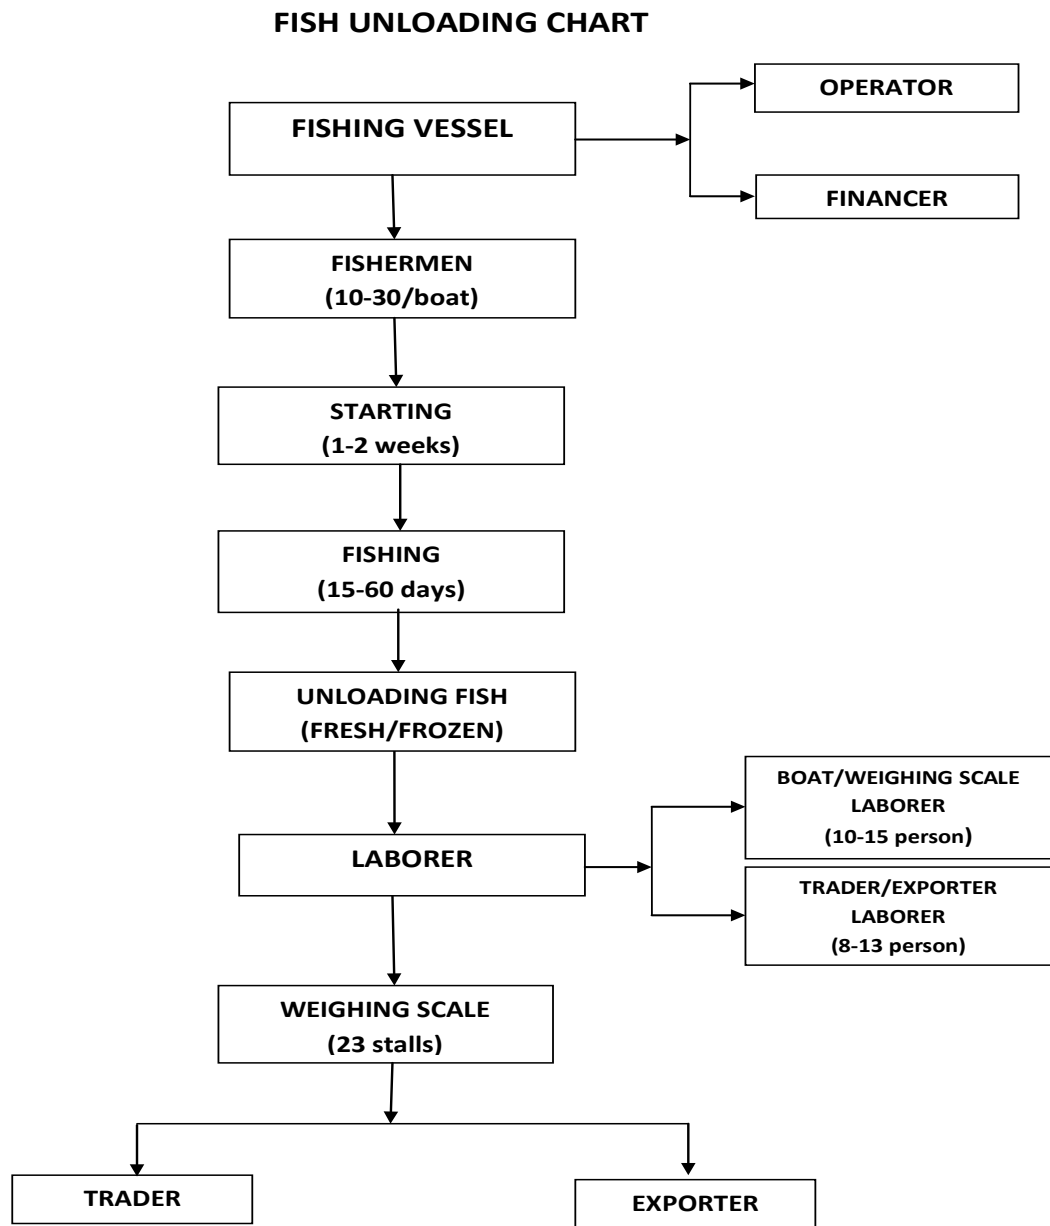 FISH UNLOADING CHART
OPERATOR
FISHING VESSEL
FINANCER
FISHERMEN
(10-30/boat)
STARTING
(1-2 weeks)
FISHING
(15-60 days)
UNLOADING FISH
(FRESH/FROZEN)
LABORER
BOAT/WEIGHING SCALE
LABORER
(10-15 person)
TRADER/EXPORTER
LABORER
(8-13 person)
WEIGHING SCALE
(23 stalls)
TRADER
EXPORTER